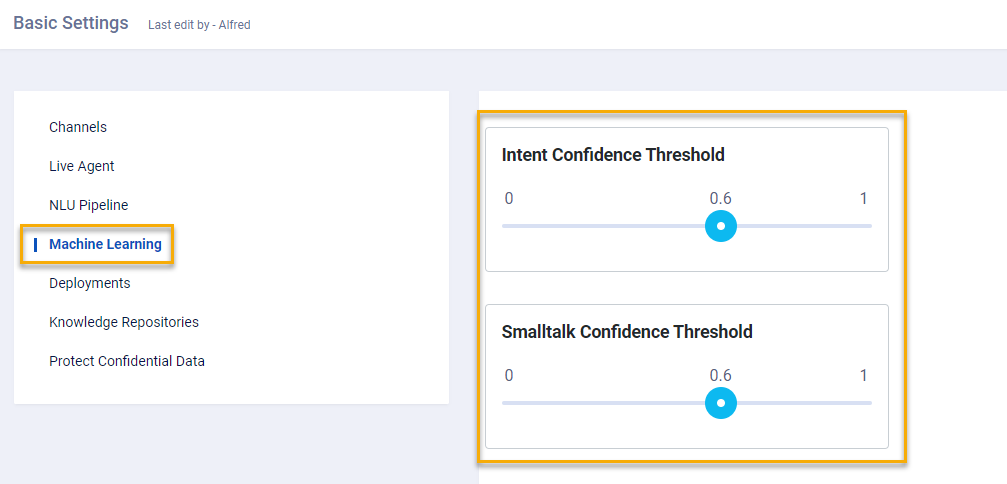 Basic Settings Last edit by - Alfred
Channels
Live Agent
NLU Pipeline
Machine Learning
Deployments
Knowledge Repositories
Protect Confidential Data
Intent Confidence Threshold
0 0.6 1
Smalltalk Confidence Threshold
0 0.6 1